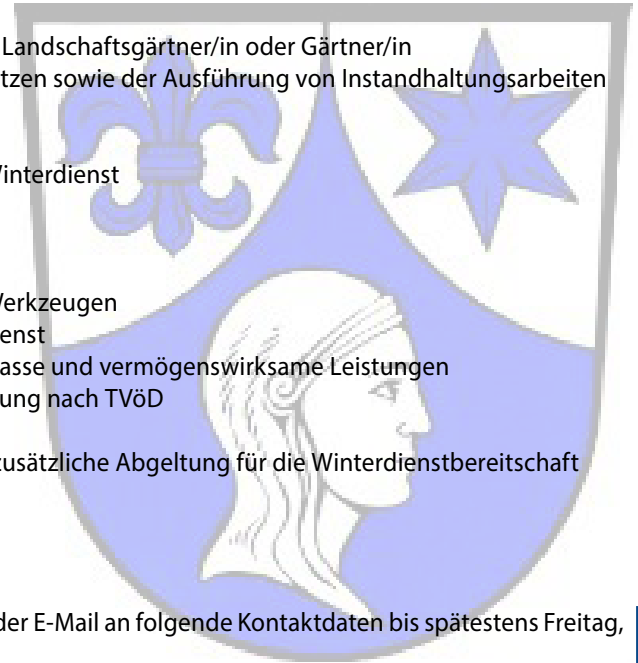 Landschaftsgärtner/in oder Gärtner/in
tzen sowie der Ausführung von Instandhaltungsarbeiten
Winterdienst
Werkzeugen
enst
asse und vermögenswirksame Leistungen
ung nach TVöD
zusätzliche Abgeltung für die Winterdienstbereitschaft
der E-Mail an folgende Kontaktdaten bis spätestens Freitag,